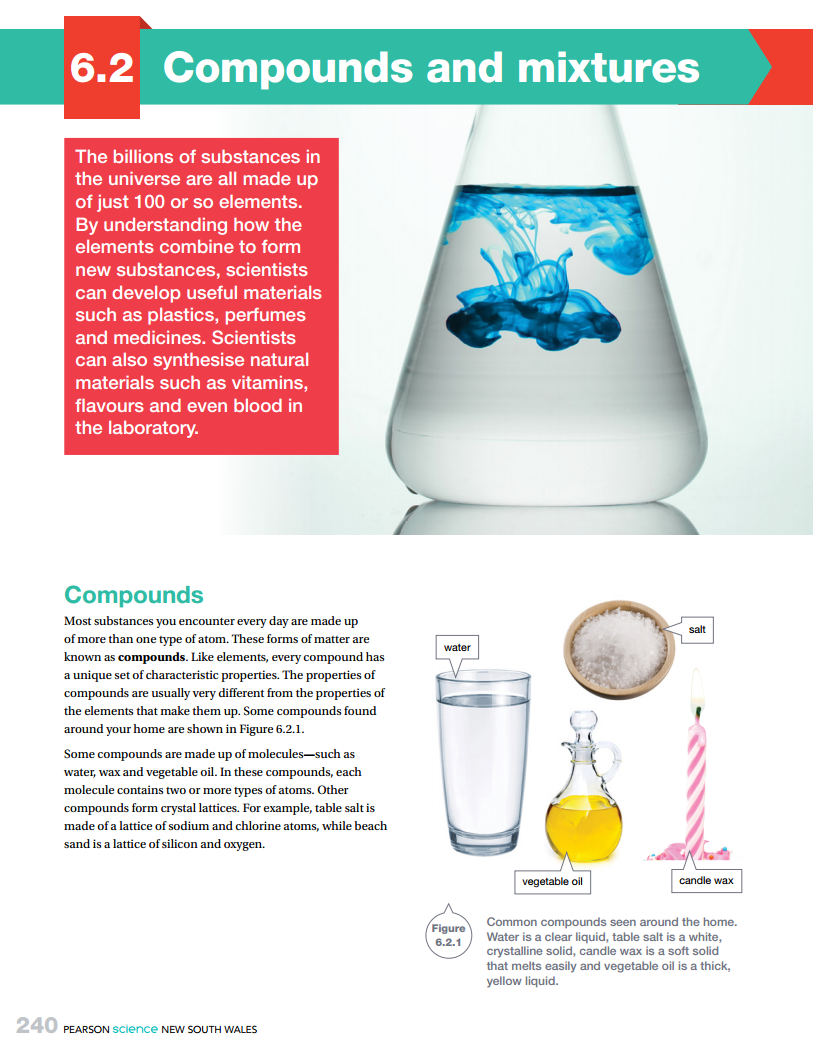 6.2 Compounds and mixtures
The billions of substances in
the universe are all made up
of just 100 or so elements.
By understanding how the
elements combine to form
new substances, scientists
can develop useful materials
such as plastics, perfumes
and medicines. Scientists
can also synthesise natural
materials such as vitamins,
flavours and even blood in
the laboratory.
Compounds
Most substances you encounter every day are made up
of more than one type of atom. These forms of matter are
known as compounds. Like elements, every compound has
a unique set of characteristic properties. The properties of
compounds are usually very different from the properties of
the elements that make them up. Some compounds found
around your home are shown in Figure 6.2.1.
Some compounds are made up of molecules—such as
water, wax and vegetable oil. In these compounds, each
molecule contains two or more types of atoms. Other
compounds form crystal lattices. For example, table salt is
made of a lattice of sodium and chlorine atoms, while beach
sand is a lattice of silicon and oxygen.
water
salt
vegetable oil
candle wax
Figure
6.2.1
Common compounds seen around the home.
Water is a clear liquid, table salt is a white,
crystalline solid, candle wax is a soft solid
that melts easily and vegetable oil is a thick,
yellow liquid.
240 PEARSON science NEW SOUTH WALES